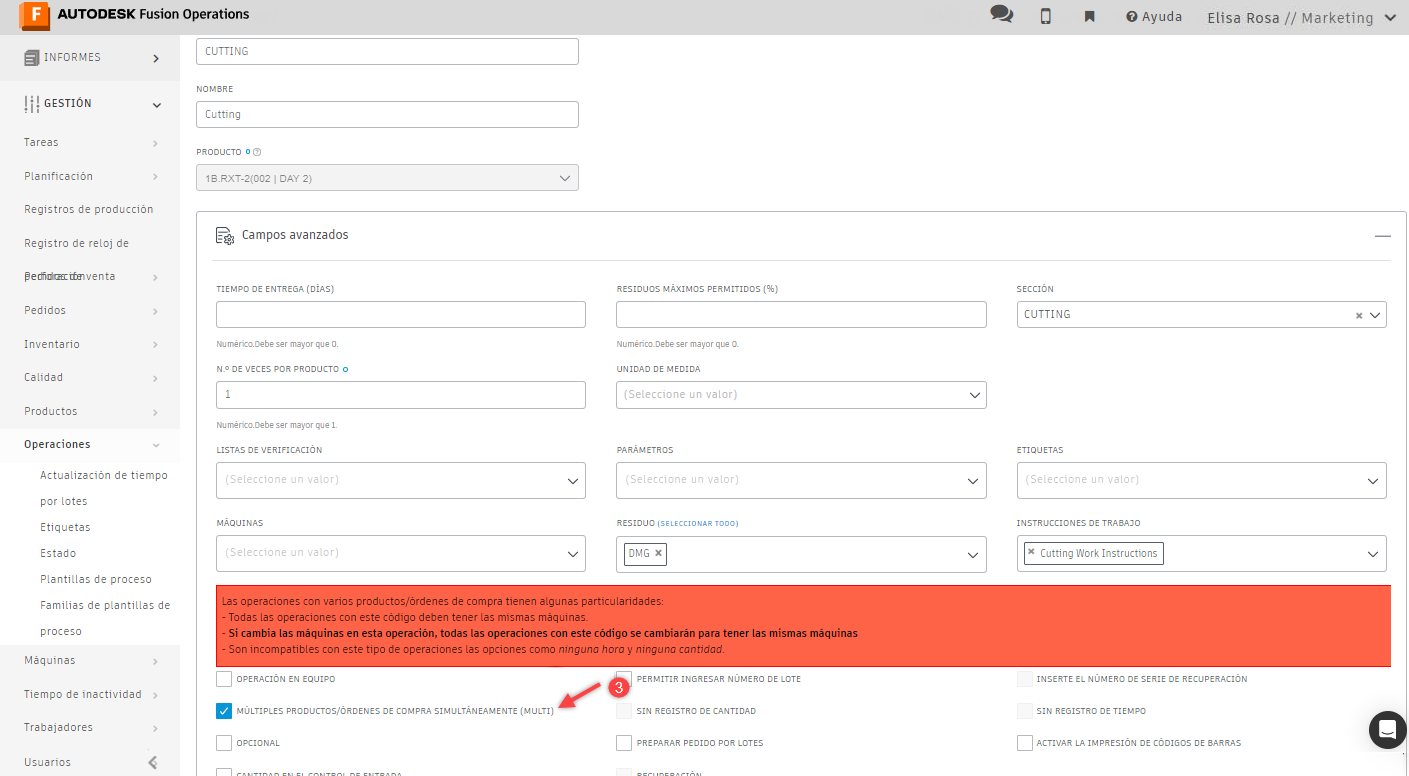 F AUTODESK Fusion Operations
Ayuda
Elisa Rosa // Marketing
INFORMES
GESTIÓN
Tareas
Planificación
Registros de producción
Registro de reloj de
Pedidos
Inventario
Calidad
Productos
Operaciones
Actualización de tiempo
por lotes
Etiquetas
Estado
Plantillas de proceso
Familias de plantillas de
proceso
Máquinas
Tiempo de inactividad
Trabajadores
Usuarios
CUTTING
NOMBRE
Cutting
PRODUCTO
1B.RXT-2(002 | DAY 2)
Campos avanzados
TIEMPO DE ENTREGA (DÍAS)
RESIDUOS MÁXIMOS PERMITIDOS (%)
SECCIÓN
CUTTING
Numérico.Debe ser mayor que 0.
Numérico.Debe ser mayor que 0.
N.º DE VECES POR PRODUCTO
UNIDAD DE MEDIDA
1
(Seleccione un valor)
Numérico.Debe ser mayor que 1.
LISTAS DE VERIFICACIÓN
PARÁMETROS
ETIQUETAS
(Seleccione un valor)
(Seleccione un valor)
(Seleccione un valor)
MÁQUINAS
RESIDUO (SELECCIONAR TODO)
INSTRUCCIONES DE TRABAJO
(Seleccione un valor)
DMG ×
× Cutting Work Instructions
Las operaciones con varios productos/órdenes de compra tienen algunas particularidades:
- Todas las operaciones con este código deben tener las mismas máquinas.
- Si cambia las máquinas en esta operación, todas las operaciones con este código se cambiarán para tener las mismas máquinas
- Son incompatibles con este tipo de operaciones las opciones como ninguna hora y ninguna cantidad.
OPERACIÓN EN EQUIPO
PERMITIR INGRESAR NÚMERO DE LOTE
INSERTE EL NÚMERO DE SERIE DE RECUPERACIÓN
3
MÚLTIPLES PRODUCTOS/ÓRDENES DE COMPRA SIMULTÁNEAMENTE (MULTI)
SIN REGISTRO DE CANTIDAD
SIN REGISTRO DE TIEMPO
OPCIONAL
PREPARAR PEDIDO POR LOTES
ACTIVAR LA IMPRESIÓN DE CÓDIGOS DE BARRAS
CANTIDAD EN EL CONTROL DE ENTRADA
RECUPERACIÓN